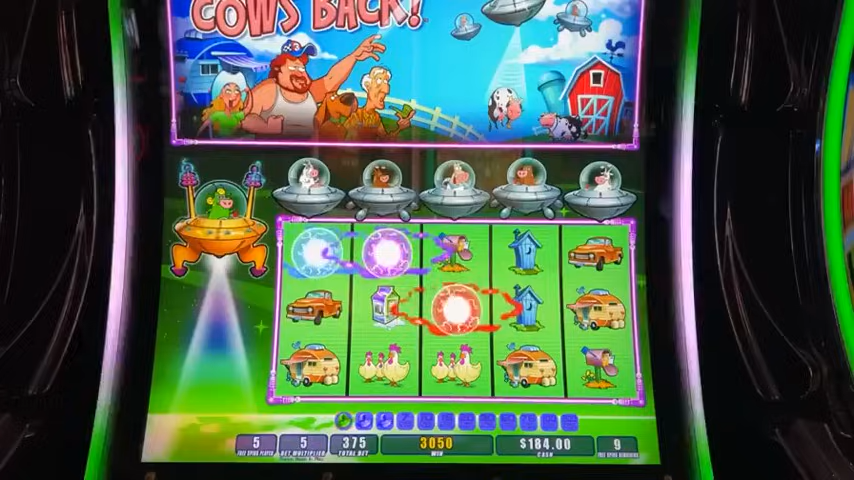 COWS BACK!
5
5
375
3050
$184.00
9
FREE SPINS PLAYED
BET MULTIPLIER
TOTAL BET
WIN
CASH
FREE SPINS REMAINING